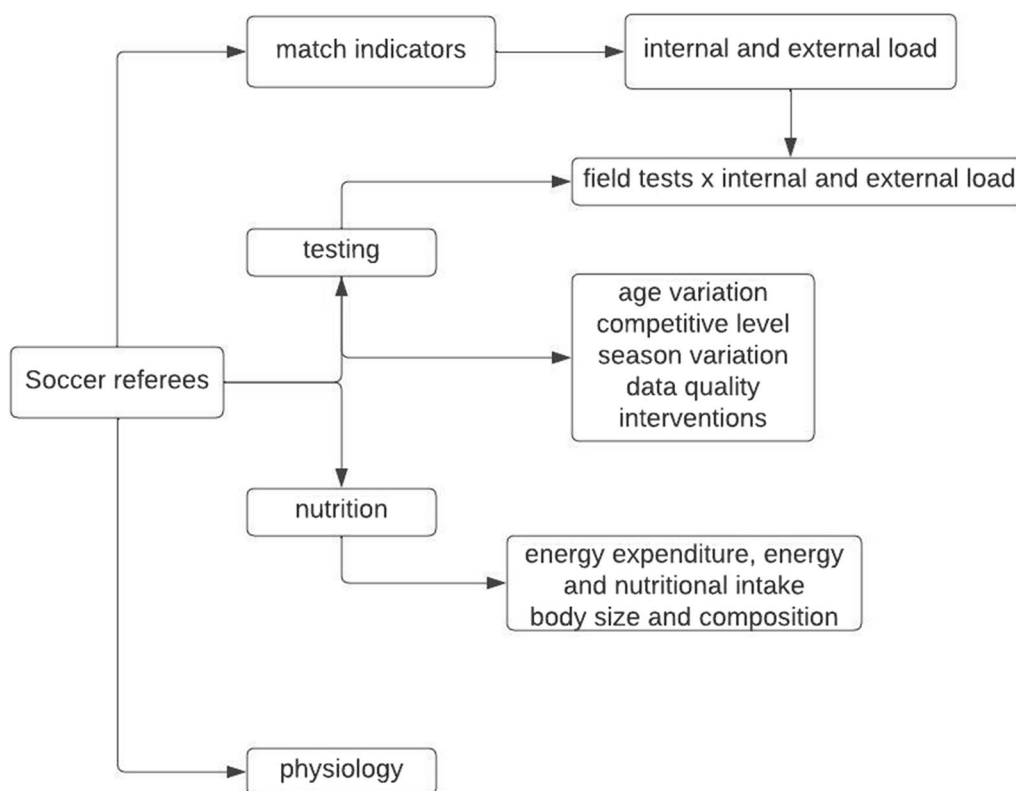 match indicators
internal and external load
field tests x internal and external load
testing
age variation
competitive level
season variation
data quality
interventions
Soccer referees
nutrition
energy expenditure, energy
and nutritional intake
body size and composition
physiology